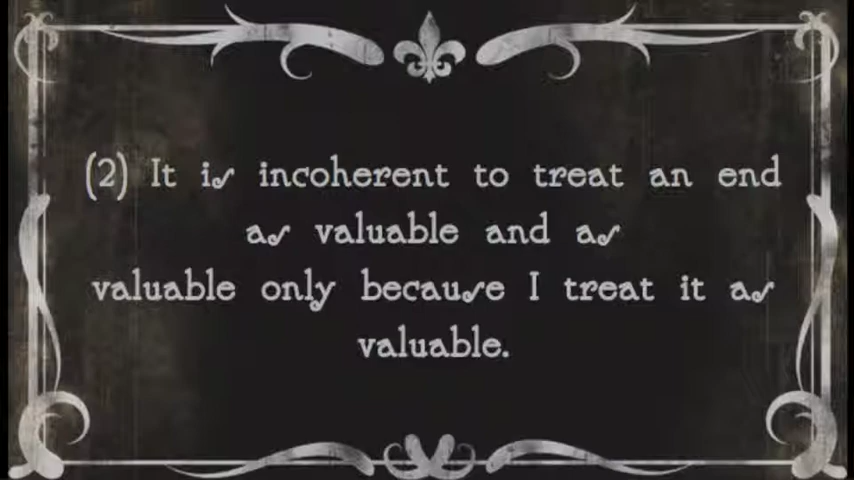 (2) It is incoherent to treat an end
as valuable and as
valuable only because I treat it as
valuable.